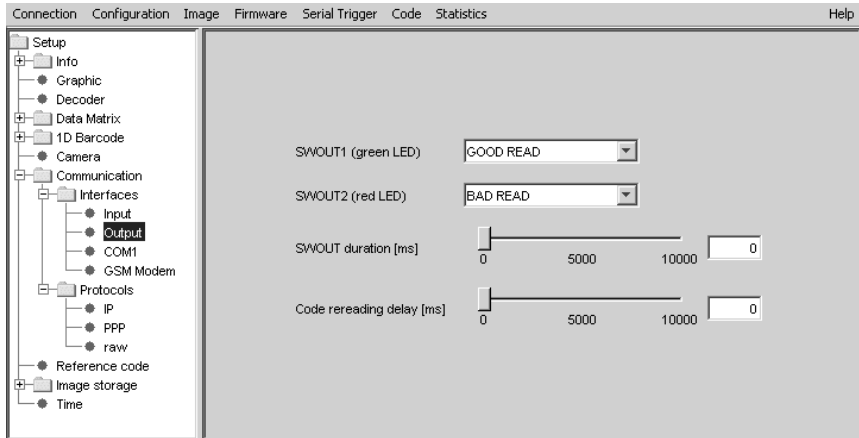 Connection Configuration Image Firmware Serial Trigger Code Statistics Help
Setup
Info
Graphic
Decoder
Data Matrix
1D Barcode
Camera
Communication
Interfaces
Input
Output
COM1
GSM Modem
Protocols
IP
PPP
raw
Reference code
Image storage
Time
SWOUT1 (green LED) GOOD READ
SWOUT2 (red LED) BAD READ
SWOUT duration [ms] 0
0 5000 10000
Code rereading delay [ms] 0
0 5000 10000